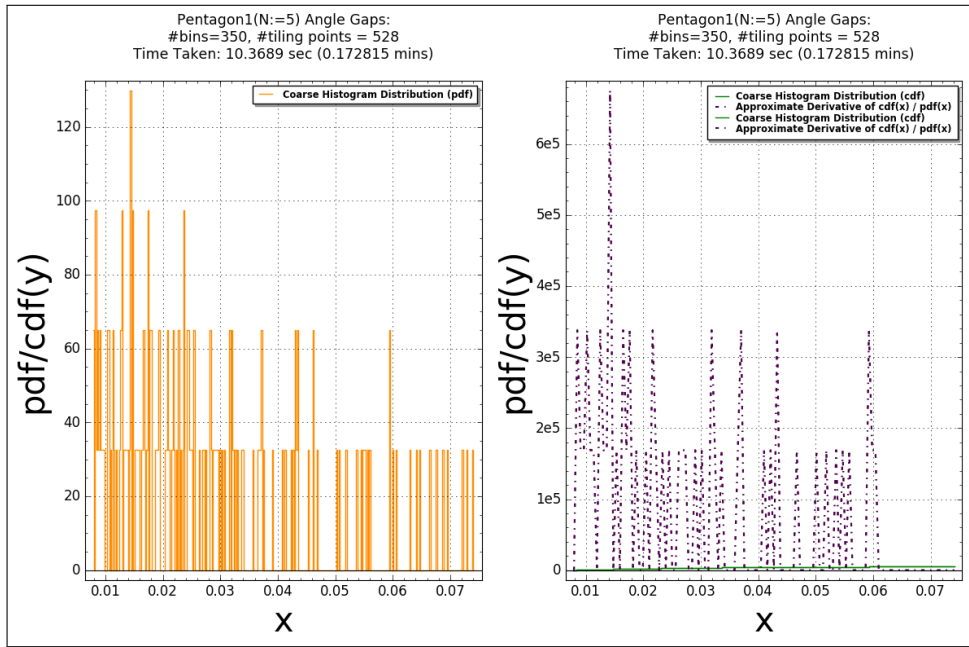 Pentagon1(N:=5) Angle Gaps:
#bins=350, #tiling points = 528
Time Taken: 10.3689 sec (0.172815 mins)
Coarse Histogram Distribution (pdf)
120
100
80
60
40
20
0
0.01 0.02 0.03 0.04 0.05 0.06 0.07
pdf/cdf(y)
x
Pentagon1(N:=5) Angle Gaps:
#bins=350, #tiling points = 528
Time Taken: 10.3689 sec (0.172815 mins)
Coarse Histogram Distribution (cdf)
Approximate Derivative of cdf(x) / pdf(x)
Coarse Histogram Distribution (cdf)
Approximate Derivative of cdf(x) / pdf(x)
6e5
5e5
4e5
3e5
2e5
1e5
0
0.01 0.02 0.03 0.04 0.05 0.06 0.07
pdf/cdf(y)
x